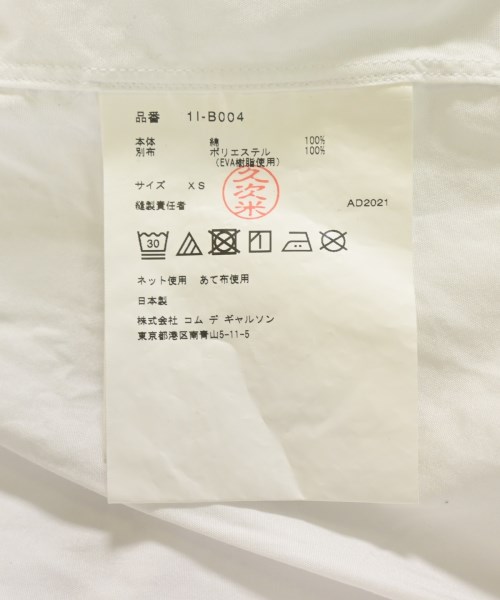 品番 1I-B004
本体 綿 100%
別布 ポリエステル 100%
(EVA樹脂使用)
久次米
サイズ XS
縫製責任者 AD2021
30
1
ネット使用 あて布使用
日本製
株式会社 コム デ ギャルソン
東京都港区南青山5-11-5